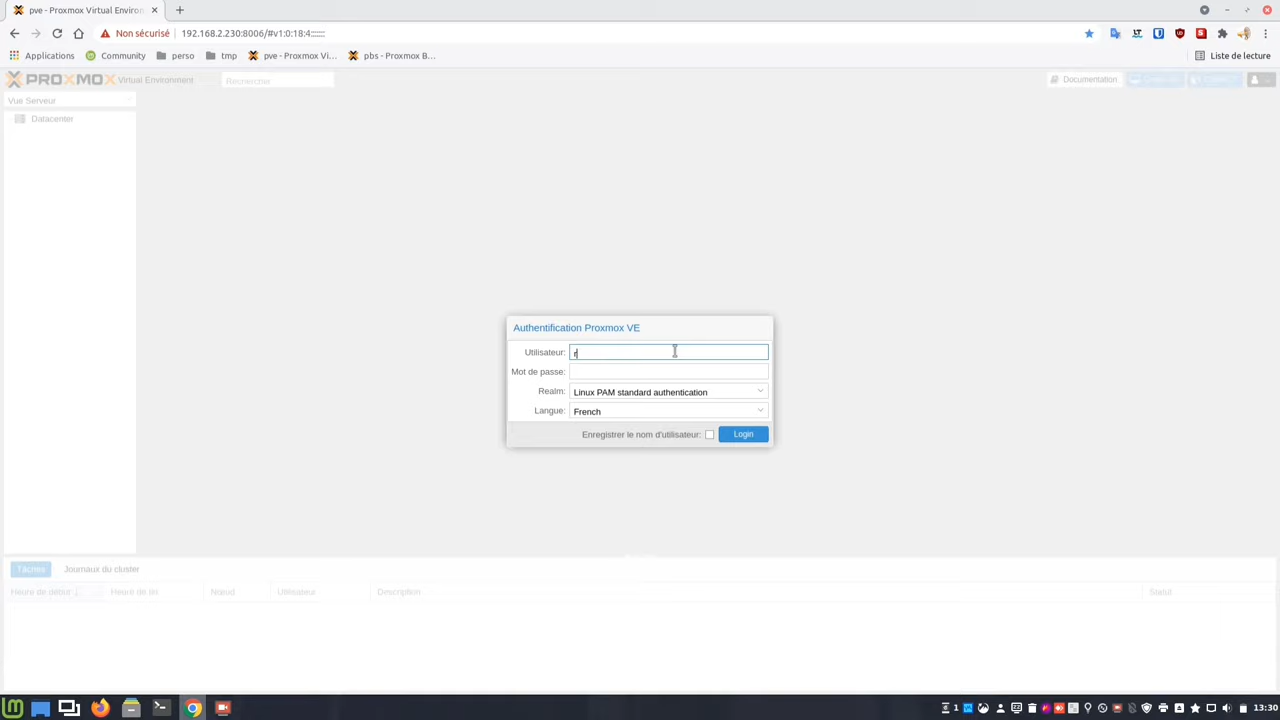 pve - Proxmox Virtual Environ
Non sécurisé 192.168.2.230:8006/#v1:0:18:4:::::::
Applications Community perso tmp pve - Proxmox Vi... pbs - Proxmox B... Liste de lecture
PROXMOX Virtual Environment Rechercher Documentation
Vue Serveur
Datacenter
Authentification Proxmox VE
Utilisateur: r
Mot de passe:
Realm: Linux PAM standard authentication
Langue: French
Enregistrer le nom d'utilisateur: Login
Tâches Journaux du cluster
Heure de début Heure de fin Nœud Utilisateur Description Statut
1 13:30